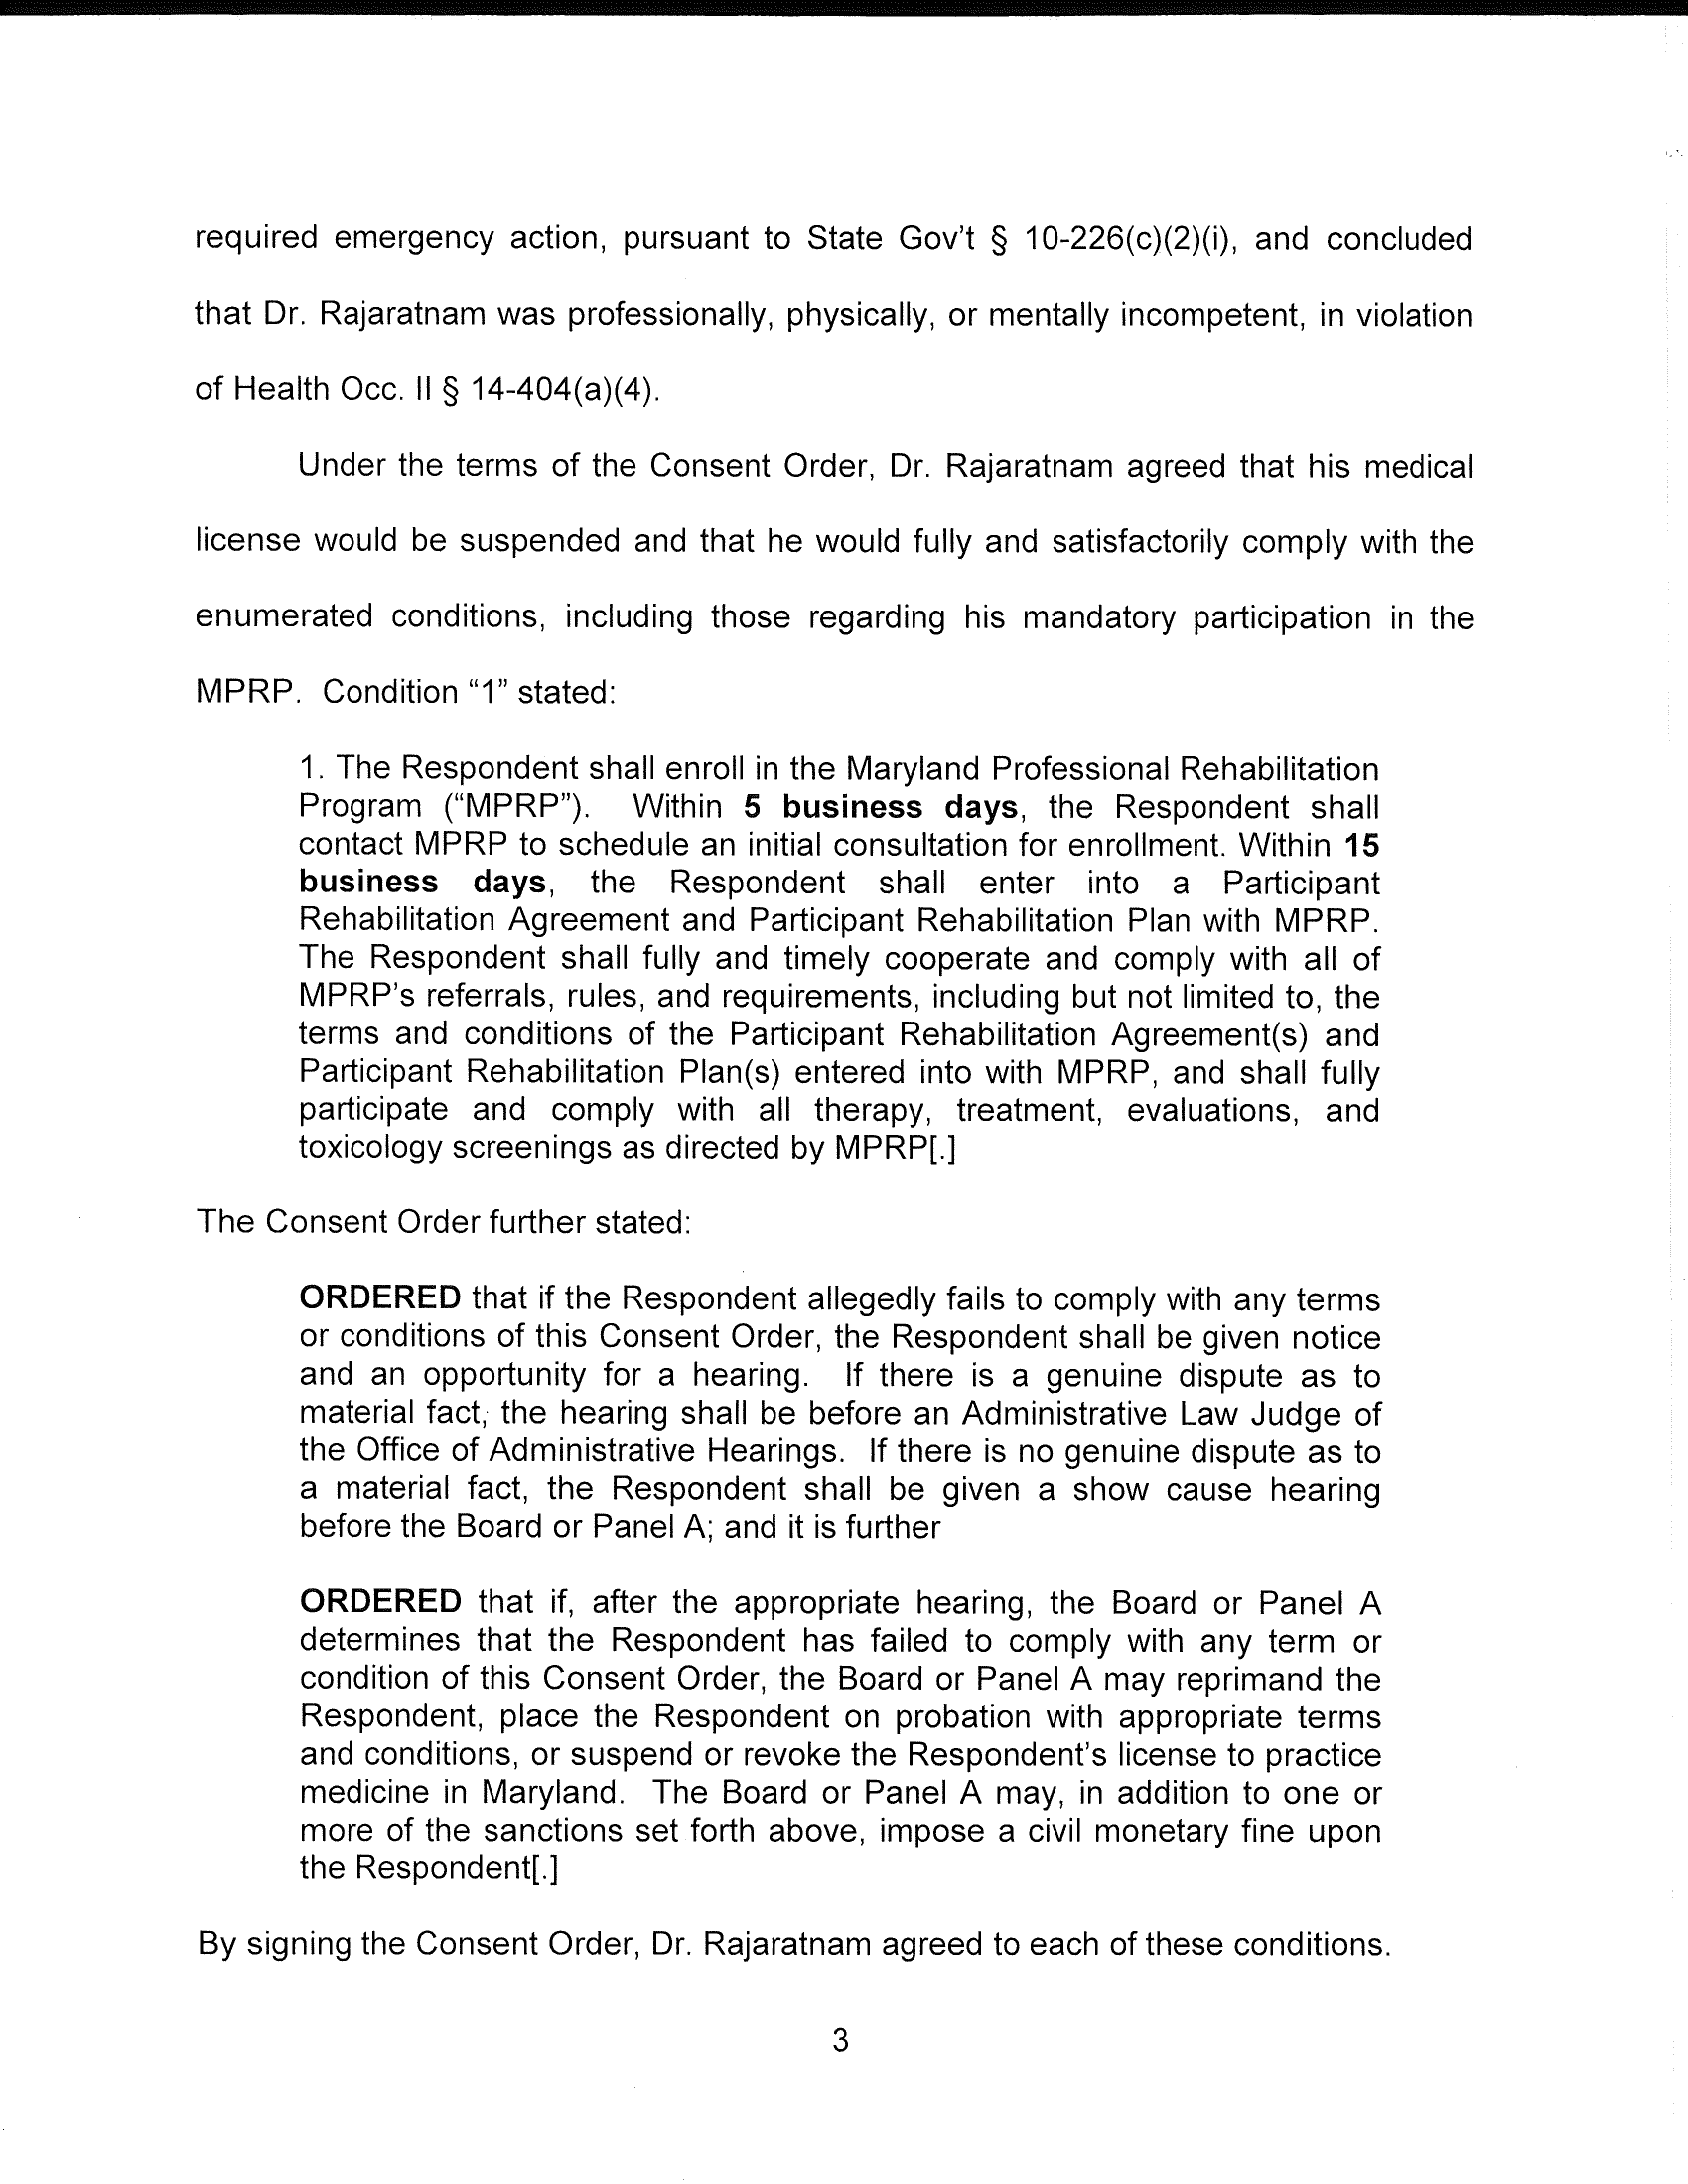 required emergency action, pursuant to State Gov't § 10-226(c)(2)(i), and concluded
that Dr. Rajaratnam was professionally, physically, or mentally incompetent, in violation
of Health Occ. II § 14-404(a)(4).
Under the terms of the Consent Order, Dr. Rajaratnam agreed that his medical
license would be suspended and that he would fully and satisfactorily comply with the
enumerated conditions, including those regarding his mandatory participation in the
MPRP. Condition “1” stated:
1. The Respondent shall enroll in the Maryland Professional Rehabilitation
Program (“MPRP”). Within 5 business days, the Respondent shall
contact MPRP to schedule an initial consultation for enrollment. Within 15
business days, the Respondent shall enter into a Participant
Rehabilitation Agreement and Participant Rehabilitation Plan with MPRP.
The Respondent shall fully and timely cooperate and comply with all of
MPRP's referrals, rules, and requirements, including but not limited to, the
terms and conditions of the Participant Rehabilitation Agreement(s) and
Participant Rehabilitation Plan(s) entered into with MPRP, and shall fully
participate and comply with all therapy, treatment, evaluations, and
toxicology screenings as directed by MPRP[.]
The Consent Order further stated:
ORDERED that if the Respondent allegedly fails to comply with any terms
or conditions of this Consent Order, the Respondent shall be given notice
and an opportunity for a hearing. If there is a genuine dispute as to
material fact, the hearing shall be before an Administrative Law Judge of
the Office of Administrative Hearings. If there is no genuine dispute as to
a material fact, the Respondent shall be given a show cause hearing
before the Board or Panel A; and it is further
ORDERED that if, after the appropriate hearing, the Board or Panel A
determines that the Respondent has failed to comply with any term or
condition of this Consent Order, the Board or Panel A may reprimand the
Respondent, place the Respondent on probation with appropriate terms
and conditions, or suspend or revoke the Respondent's license to practice
medicine in Maryland. The Board or Panel A may, in addition to one or
more of the sanctions set forth above, impose a civil monetary fine upon
the Respondent[.]
By signing the Consent Order, Dr. Rajaratnam agreed to each of these conditions.
3